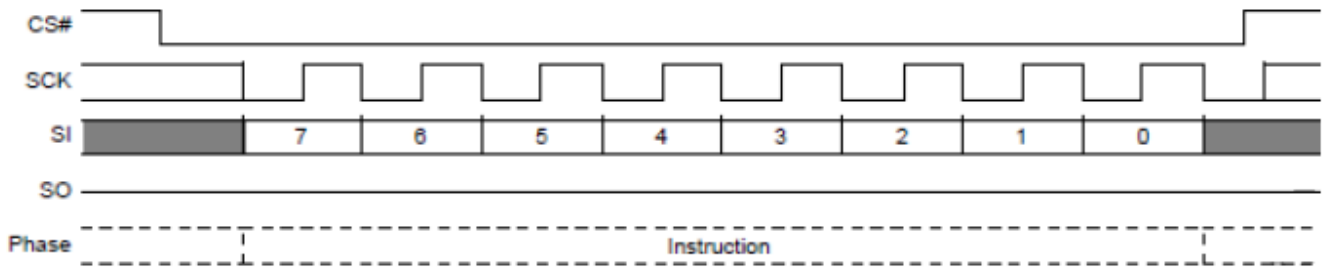 CS#
SCK
SI 7 6 5 4 3 2 1 0
SO
Phase Instruction